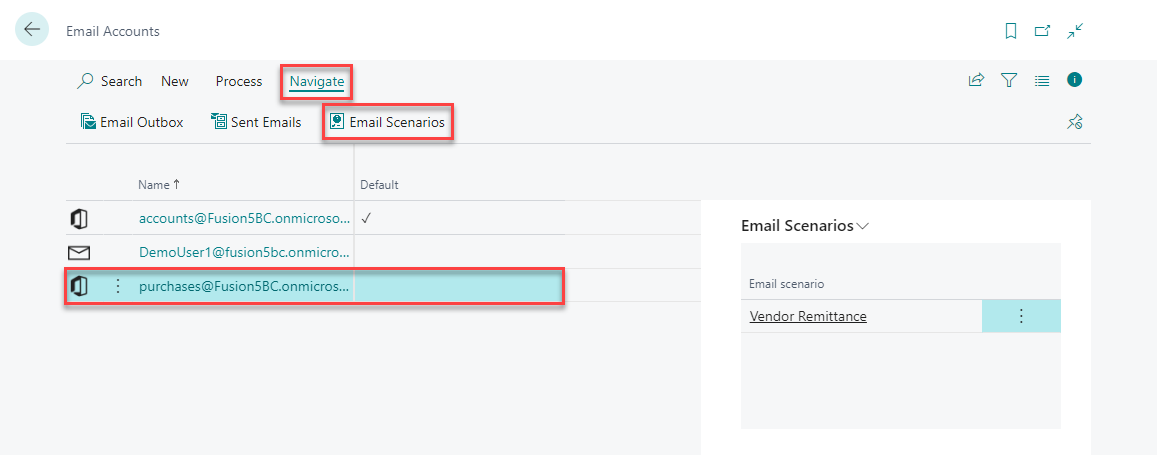 Email Accounts
Search New Process Navigate
Email Outbox Sent Emails Email Scenarios
Name ↑ Default
accounts@Fusion5BC.onmicroso... ✓
DemoUser1@fusion5bc.onmicro...
purchases@Fusion5BC.onmicros...
Email Scenarios
Email scenario
Vendor Remittance